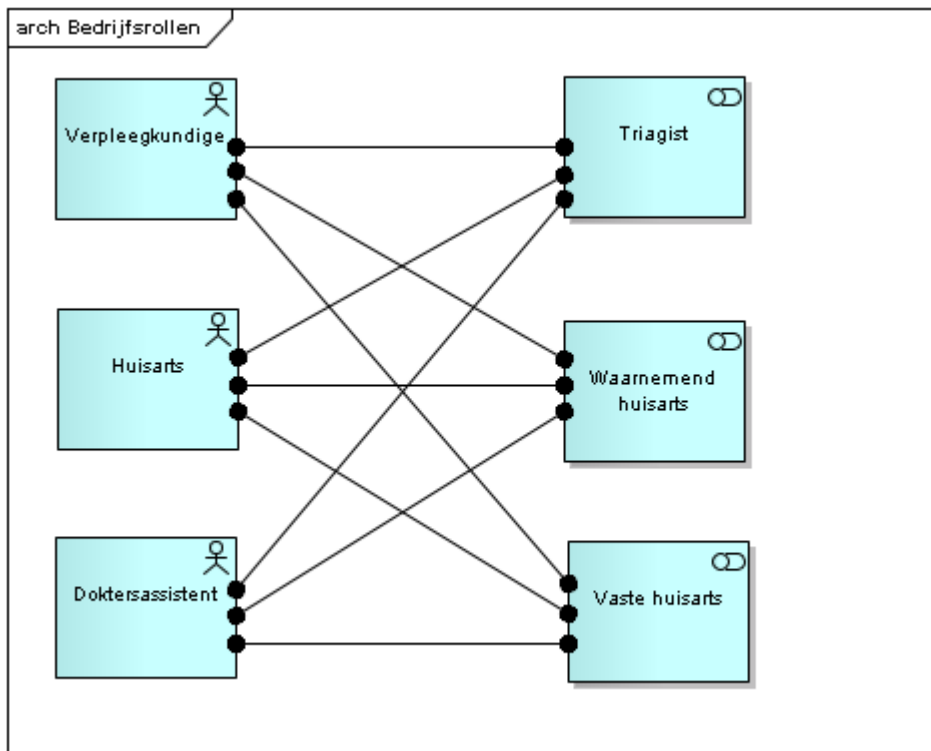 arch Bedrijfsrollen
Verpleegkundige
Triagist
Huisarts
Waarnemend
huisarts
Doktersassistent
Vaste huisarts